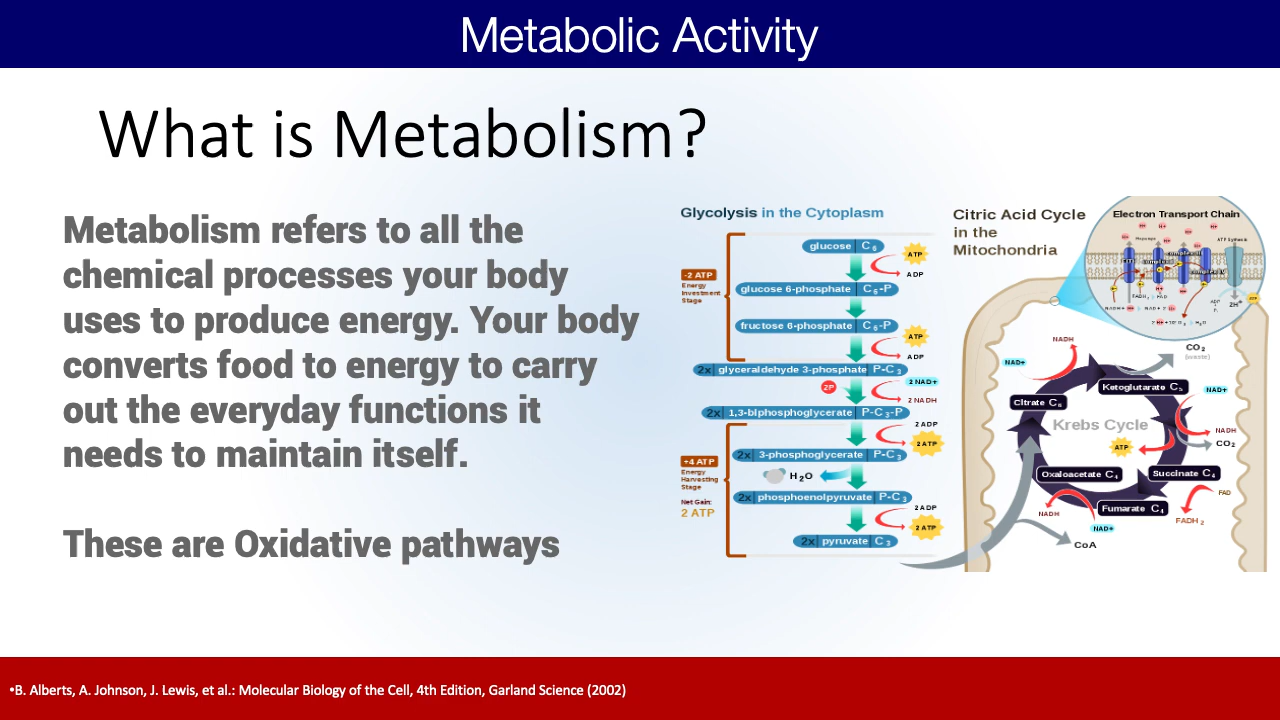 Metabolic Activity
What is Metabolism?
Metabolism refers to all the
chemical processes your body
uses to produce energy. Your body
converts food to energy to carry
out the everyday functions it
needs to maintain itself.
These are Oxidative pathways
Glycolysis in the Cytoplasm
glucose C6
ATP
ADP
-2 ATP
Energy
Investment
Stage
glucose 6-phosphate C6-P
fructose 6-phosphate C6-P
ATP
ADP
2x glyceraldehyde 3-phosphate P-C3
2P
2 NAD+
2 NADH
2x 1,3-biphosphoglycerate P-C3-P
2 ADP
2 ATP
+4 ATP
Energy
Harvesting
Stage
Net Gain:
2 ATP
2x 3-phosphoglycerate P-C3
H2O
2x phosphoenolpyruvate P-C3
2 ADP
2 ATP
2x pyruvate C3
Citric Acid Cycle
in the
Mitochondria
Electron Transport Chain
ATP Synthesis
2H+
NADH
CO2
(waste)
NAD+
Ketoglutarate C5
NAD+
Citrate C6
Krebs Cycle
NADH
CO2
ATP
Oxaloacetate C4
Succinate C4
FAD
Fumarate C4
FADH2
NADH
NAD+
CoA
•B. Alberts, A. Johnson, J. Lewis, et al.: Molecular Biology of the Cell, 4th Edition, Garland Science (2002)